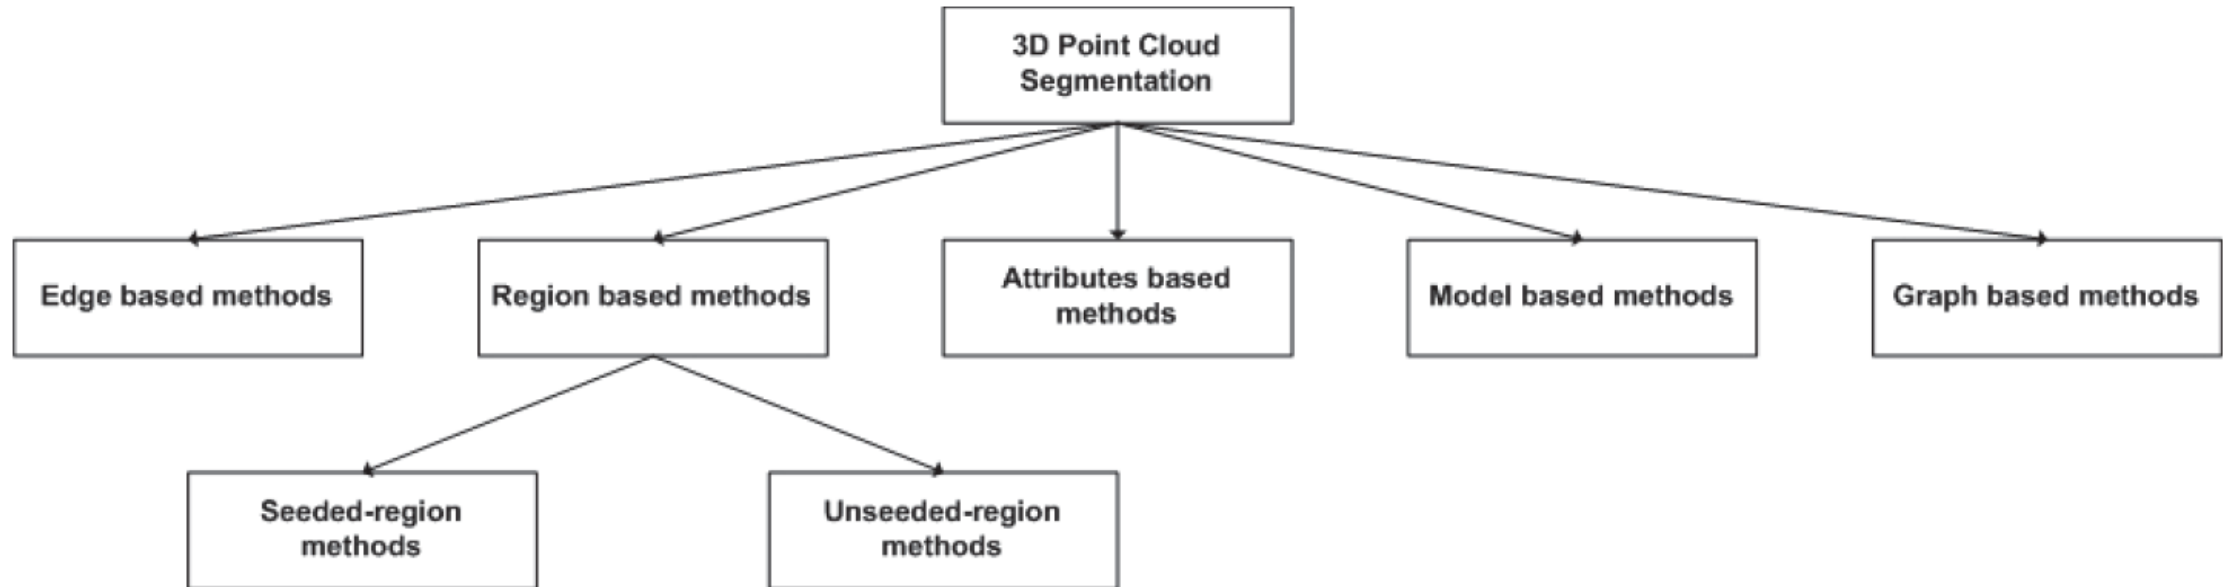 3D Point Cloud
Segmentation
Edge based methods
Region based methods
Attributes based
methods
Model based methods
Graph based methods
Seeded-region
methods
Unseeded-region
methods